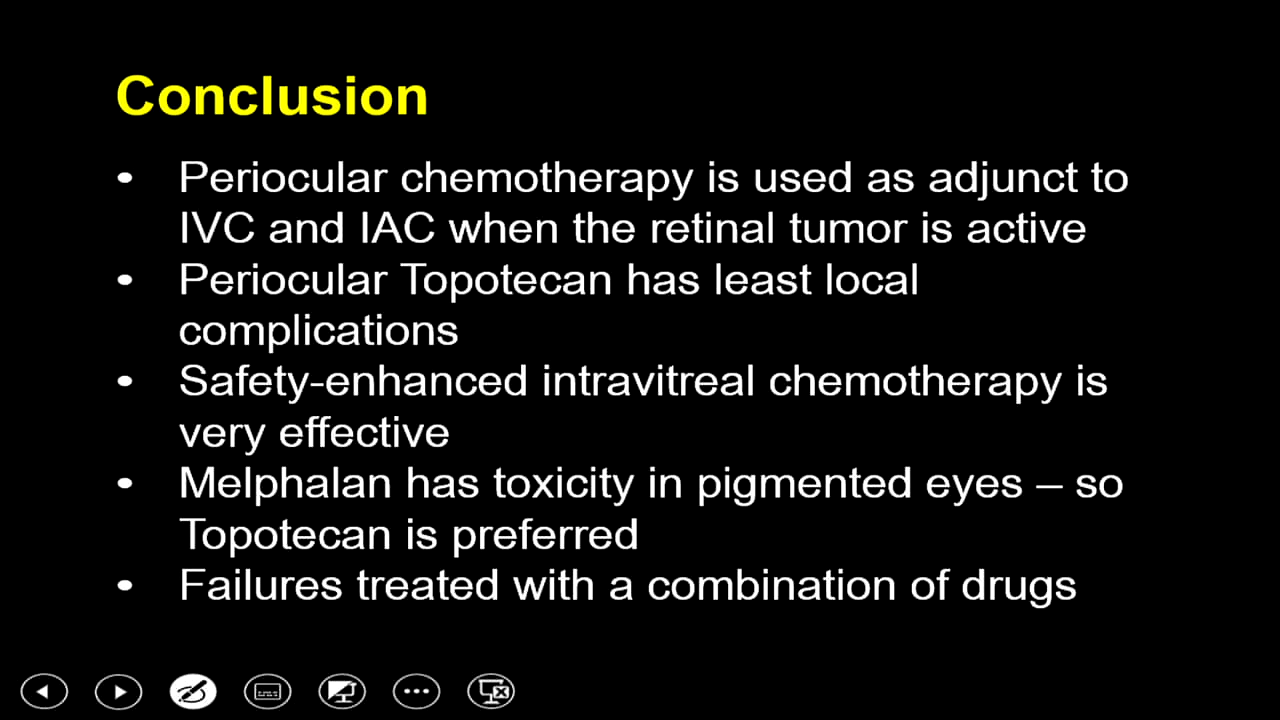 Conclusion
• Periocular chemotherapy is used as adjunct to
IVC and IAC when the retinal tumor is active
• Periocular Topotecan has least local
complications
• Safety-enhanced intravitreal chemotherapy is
very effective
• Melphalan has toxicity in pigmented eyes – so
Topotecan is preferred
• Failures treated with a combination of drugs